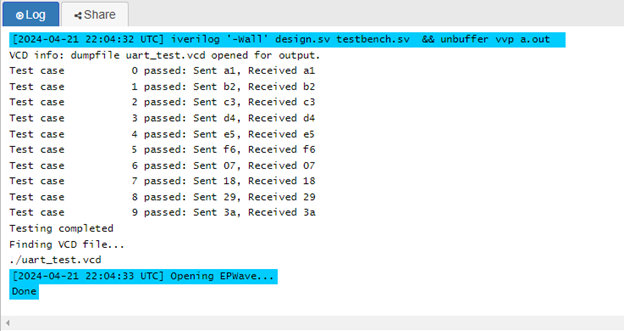 Log Share
[2024-04-21 22:04:32 UTC] iverilog '-Wall' design.sv testbench.sv && unbuffer vvp a.out
VCD info: dumpfile uart_test.vcd opened for output.
Test case 0 passed: Sent a1, Received a1
Test case 1 passed: Sent b2, Received b2
Test case 2 passed: Sent c3, Received c3
Test case 3 passed: Sent d4, Received d4
Test case 4 passed: Sent e5, Received e5
Test case 5 passed: Sent f6, Received f6
Test case 6 passed: Sent 07, Received 07
Test case 7 passed: Sent 18, Received 18
Test case 8 passed: Sent 29, Received 29
Test case 9 passed: Sent 3a, Received 3a
Testing completed
Finding VCD file...
./uart_test.vcd
[2024-04-21 22:04:33 UTC] Opening EPWave...
Done